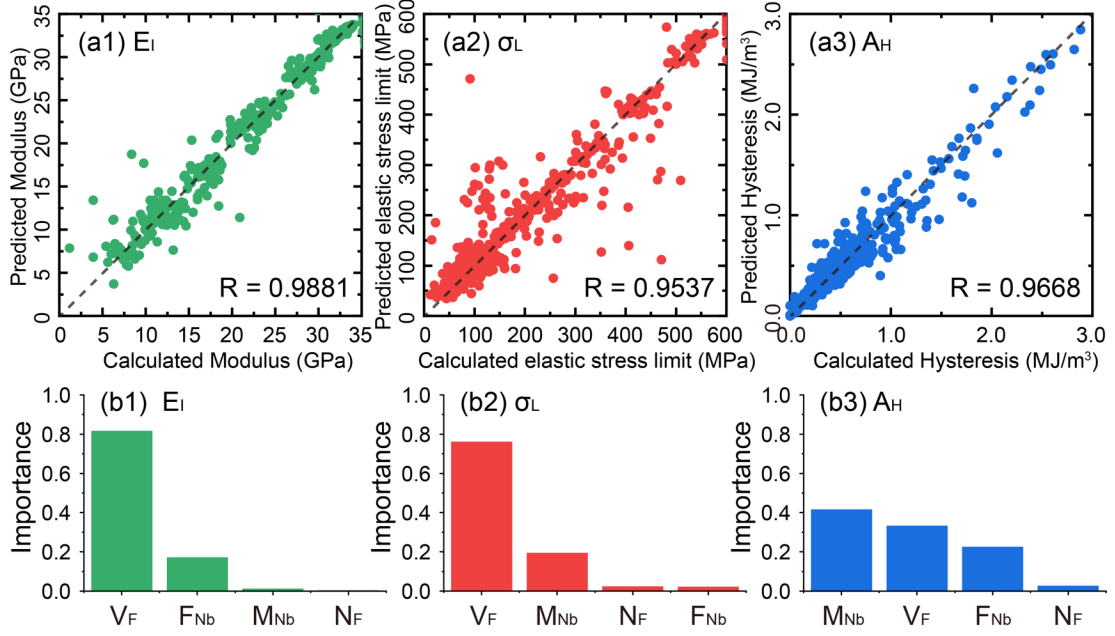 (a1) EI
Predicted Modulus (GPa)
35
30
25
20
15
10
5
0
R = 0.9881
0 5 10 15 20 25 30 35
Calculated Modulus (GPa)
(a2) σL
Predicted elastic stress limit (MPa)
600
500
400
300
200
100
0
R = 0.9537
0 100 200 300 400 500 600
Calculated elastic stress limit (MPa)
(a3) AH
Predicted Hysteresis (MJ/m³)
3.0
2.0
1.0
0.0
R = 0.9668
0.0 1.0 2.0 3.0
Calculated Hysteresis (MJ/m³)
(b1) EI
Importance
1.0
0.8
0.6
0.4
0.2
0.0
VF FNb MNb NF
(b2) σL
Importance
1.0
0.8
0.6
0.4
0.2
0.0
VF MNb NF FNb
(b3) AH
Importance
1.0
0.8
0.6
0.4
0.2
0.0
MNb VF FNb NF